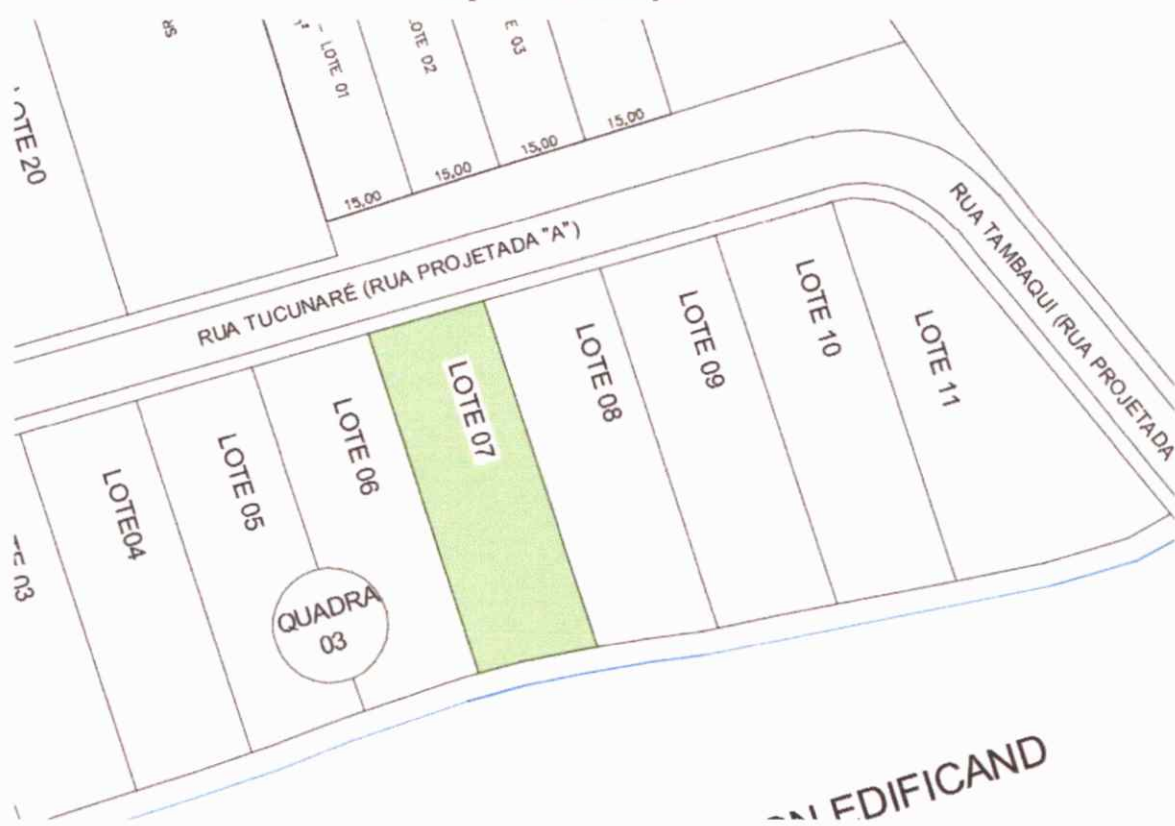 - LOTE 01
OTE 02
E 03
OTE 20
15,00
15,00
15,00
15,00
RUA TUCUNARÉ (RUA PROJETADA "A")
RUA TAMBAQUI (RUA PROJETADA
LOTE04
LOTE 05
LOTE 06
LOTE 07
LOTE 08
LOTE 09
LOTE 10
LOTE 11
QUADRA
03
EDIFICAND